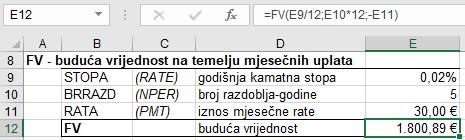 E12 fx =FV(E9/12;E10*12;-E11)
A B C D E
8 FV - buduća vrijednost na temelju mjesečnih uplata
9 STOPA (RATE) godišnja kamatna stopa 0,02%
10 BRRAZD (NPER) broj razdoblja-godine 5
11 RATA (PMT) iznos mjesečne rate 30,00 €
12 FV buduća vrijednost 1.800,89 €